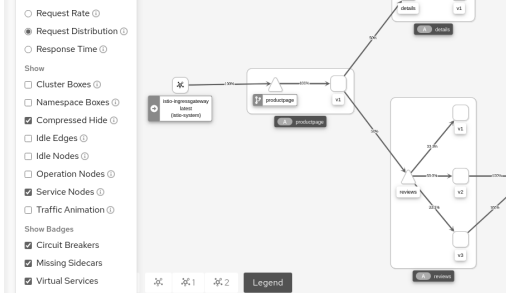 Request Rate
Request Distribution
Response Time
Show
Cluster Boxes
Namespace Boxes
Compressed Hide
Idle Edges
Idle Nodes
Operation Nodes
Service Nodes
Traffic Animation
Show Badges
Circuit Breakers
Missing Sidecars
Virtual Services
istio-ingressgateway
latest
(istio-system)
productpage
v1
A productpage
details
v1
A details
reviews
v1
v2
v3
A reviews
1
2
Legend